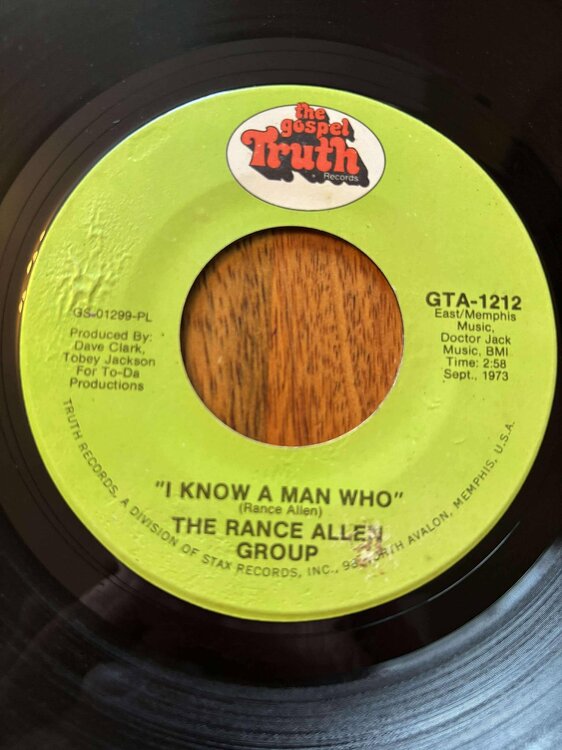 the
gospel
Truth
Records
GTA-1212
East/Memphis
Music,
Doctor Jack
Music, BMI
Time: 2:58
Sept., 1973
GS-01299-PL
Produced By:
Dave Clark,
Tobey Jackson
For To-Da
Productions
"I KNOW A MAN WHO"
(Rance Allen)
THE RANCE ALLEN
GROUP
TRUTH RECORDS, A DIVISION OF STAX RECORDS, INC., AVALON, MEMPHIS, U.S.A.